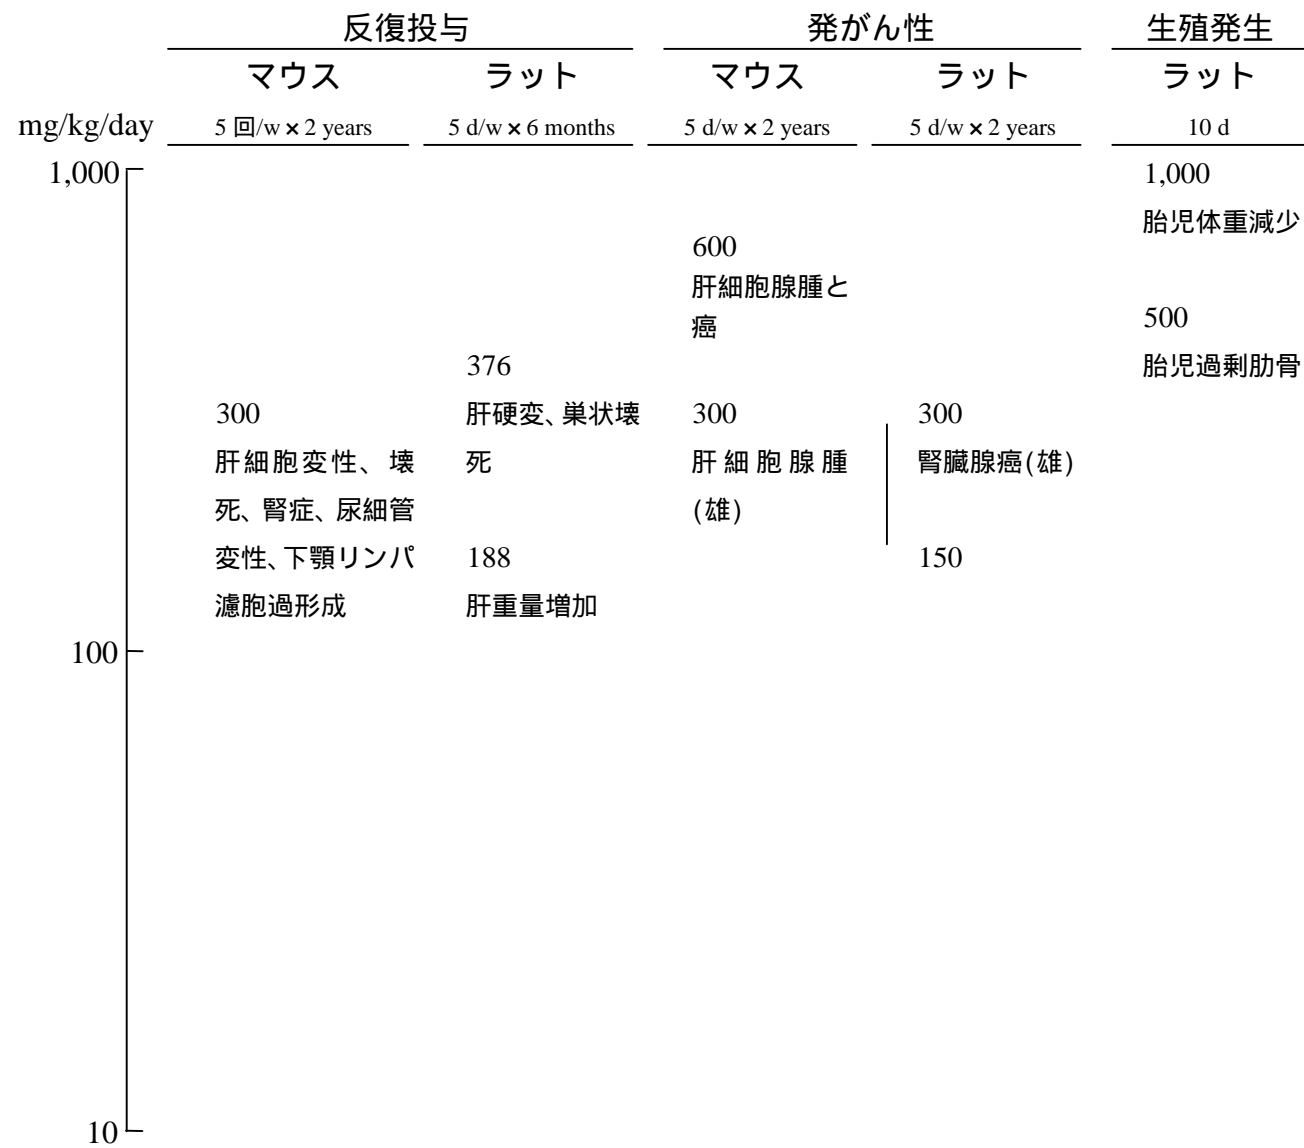 反復投与 発がん性 生殖発生
マウス ラット マウス ラット ラット
mg/kg/day 5 回/w × 2 years 5 d/w × 6 months 5 d/w × 2 years 5 d/w × 2 years 10 d
1,000
300
肝細胞変性、壊
死、腎症、尿細管
変性、下顎リンパ
濾胞過形成
376
肝硬変、巣状壊
死
188
肝重量増加
600
肝細胞腺腫と
癌
300
肝細胞腺腫
(雄)
300
腎臓腺癌(雄)
150
1,000
胎児体重減少
500
胎児過剰肋骨
100
10